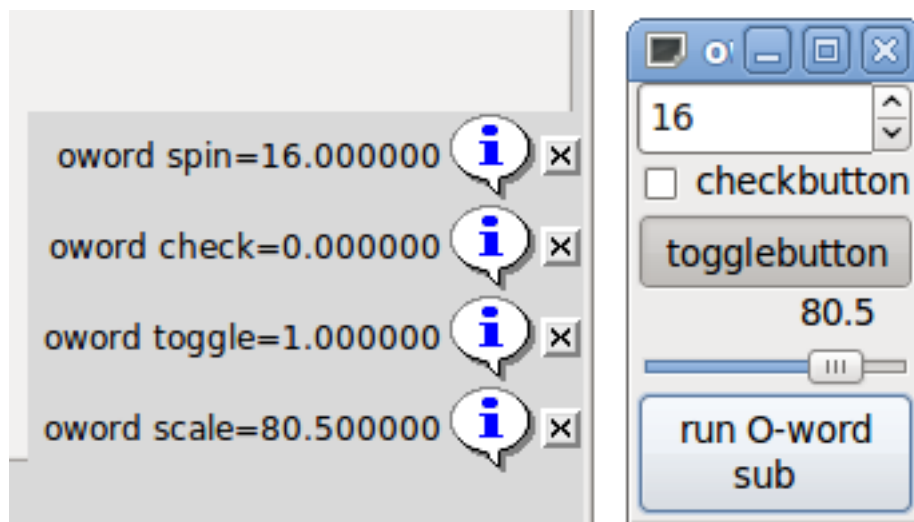 oword spin=16.000000
oword check=0.000000
oword toggle=1.000000
oword scale=80.500000
16
checkbutton
togglebutton
80.5
run O-word
sub